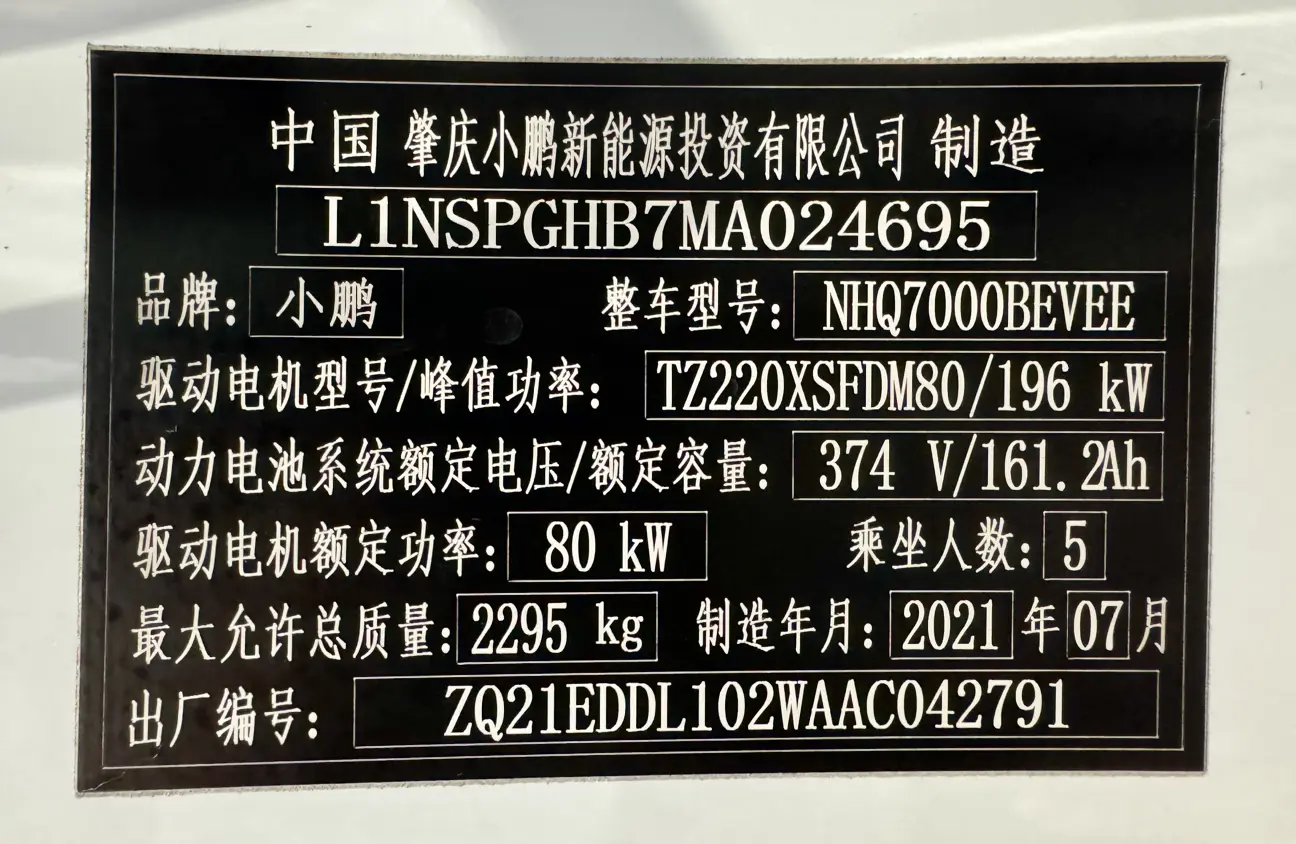 中国 肇庆小鹏新能源投资有限公司 制造
L1NSPGHB7MA024695
品牌: 小鹏 整车型号: NHQ7000BEVEE
驱动电机型号/峰值功率: TZ220XSFDM80/196 kW
动力电池系统额定电压/额定容量: 374 V/161.2Ah
驱动电机额定功率: 80 kW 乘坐人数: 5
最大允许总质量: 2295 kg 制造年月: 2021 年 07 月
出厂编号: ZQ21EDDL102WAAC042791